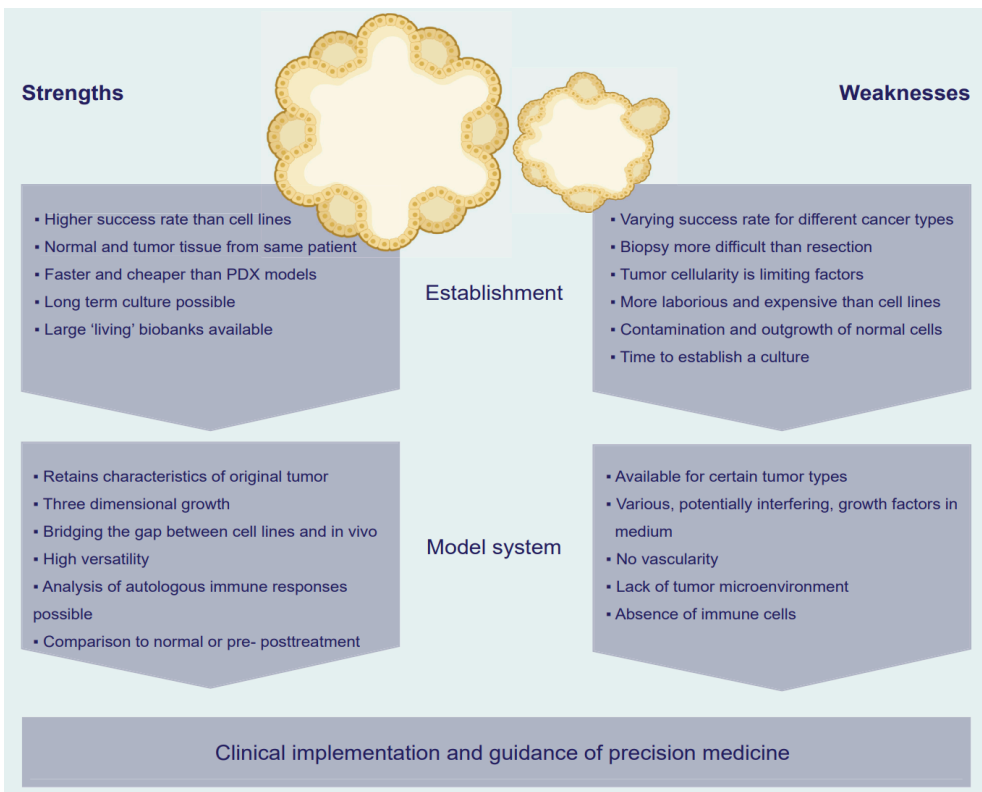 Strengths
Weaknesses
▪ Higher success rate than cell lines
▪ Normal and tumor tissue from same patient
▪ Faster and cheaper than PDX models
▪ Long term culture possible
▪ Large ‘living’ biobanks available
Establishment
▪ Varying success rate for different cancer types
▪ Biopsy more difficult than resection
▪ Tumor cellularity is limiting factors
▪ More laborious and expensive than cell lines
▪ Contamination and outgrowth of normal cells
▪ Time to establish a culture
▪ Retains characteristics of original tumor
▪ Three dimensional growth
▪ Bridging the gap between cell lines and in vivo
▪ High versatility
▪ Analysis of autologous immune responses
possible
▪ Comparison to normal or pre- posttreatment
Model system
▪ Available for certain tumor types
▪ Various, potentially interfering, growth factors in
medium
▪ No vascularity
▪ Lack of tumor microenvironment
▪ Absence of immune cells
Clinical implementation and guidance of precision medicine